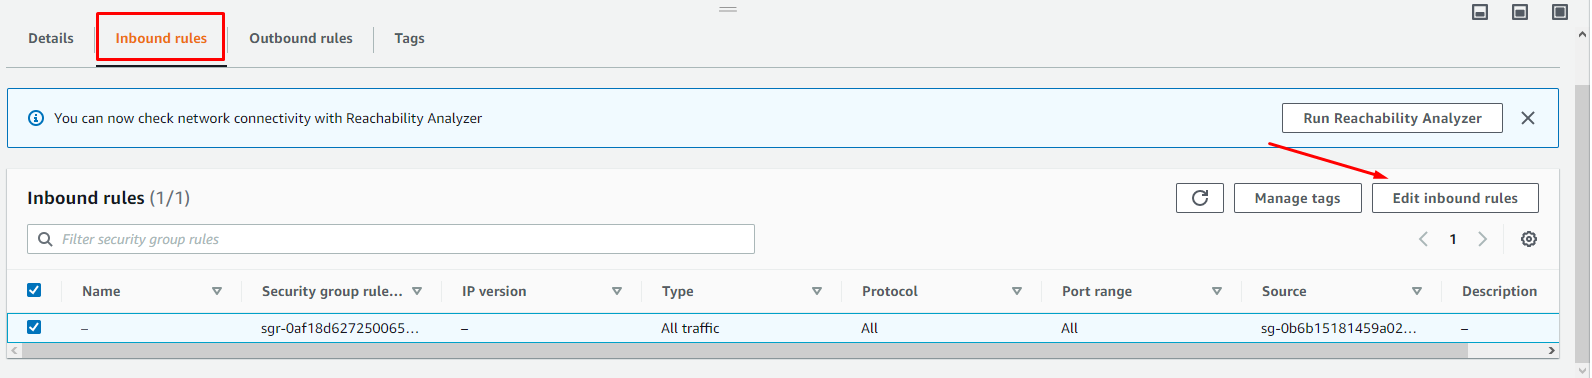 Details Inbound rules Outbound rules Tags
You can now check network connectivity with Reachability Analyzer Run Reachability Analyzer
Inbound rules (1/1) Manage tags Edit inbound rules
Filter security group rules 1
Name Security group rule... IP version Type Protocol Port range Source Description
– sgr-0af18d627250065... – All traffic All All sg-0b6b15181459a02... –